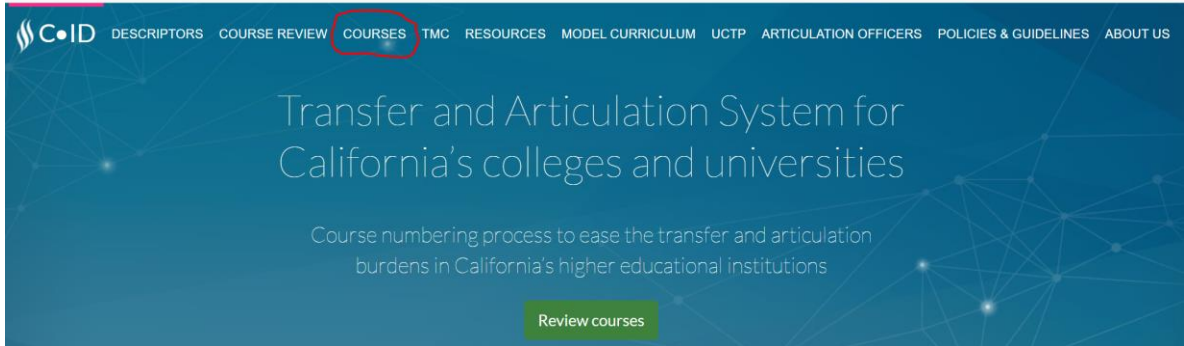 C•ID DESCRIPTORS COURSE REVIEW COURSES TMC RESOURCES MODEL CURRICULUM UCTP ARTICULATION OFFICERS POLICIES & GUIDELINES ABOUT US
Transfer and Articulation System for
California's colleges and universities
Course numbering process to ease the transfer and articulation
burdens in California's higher educational institutions
Review courses